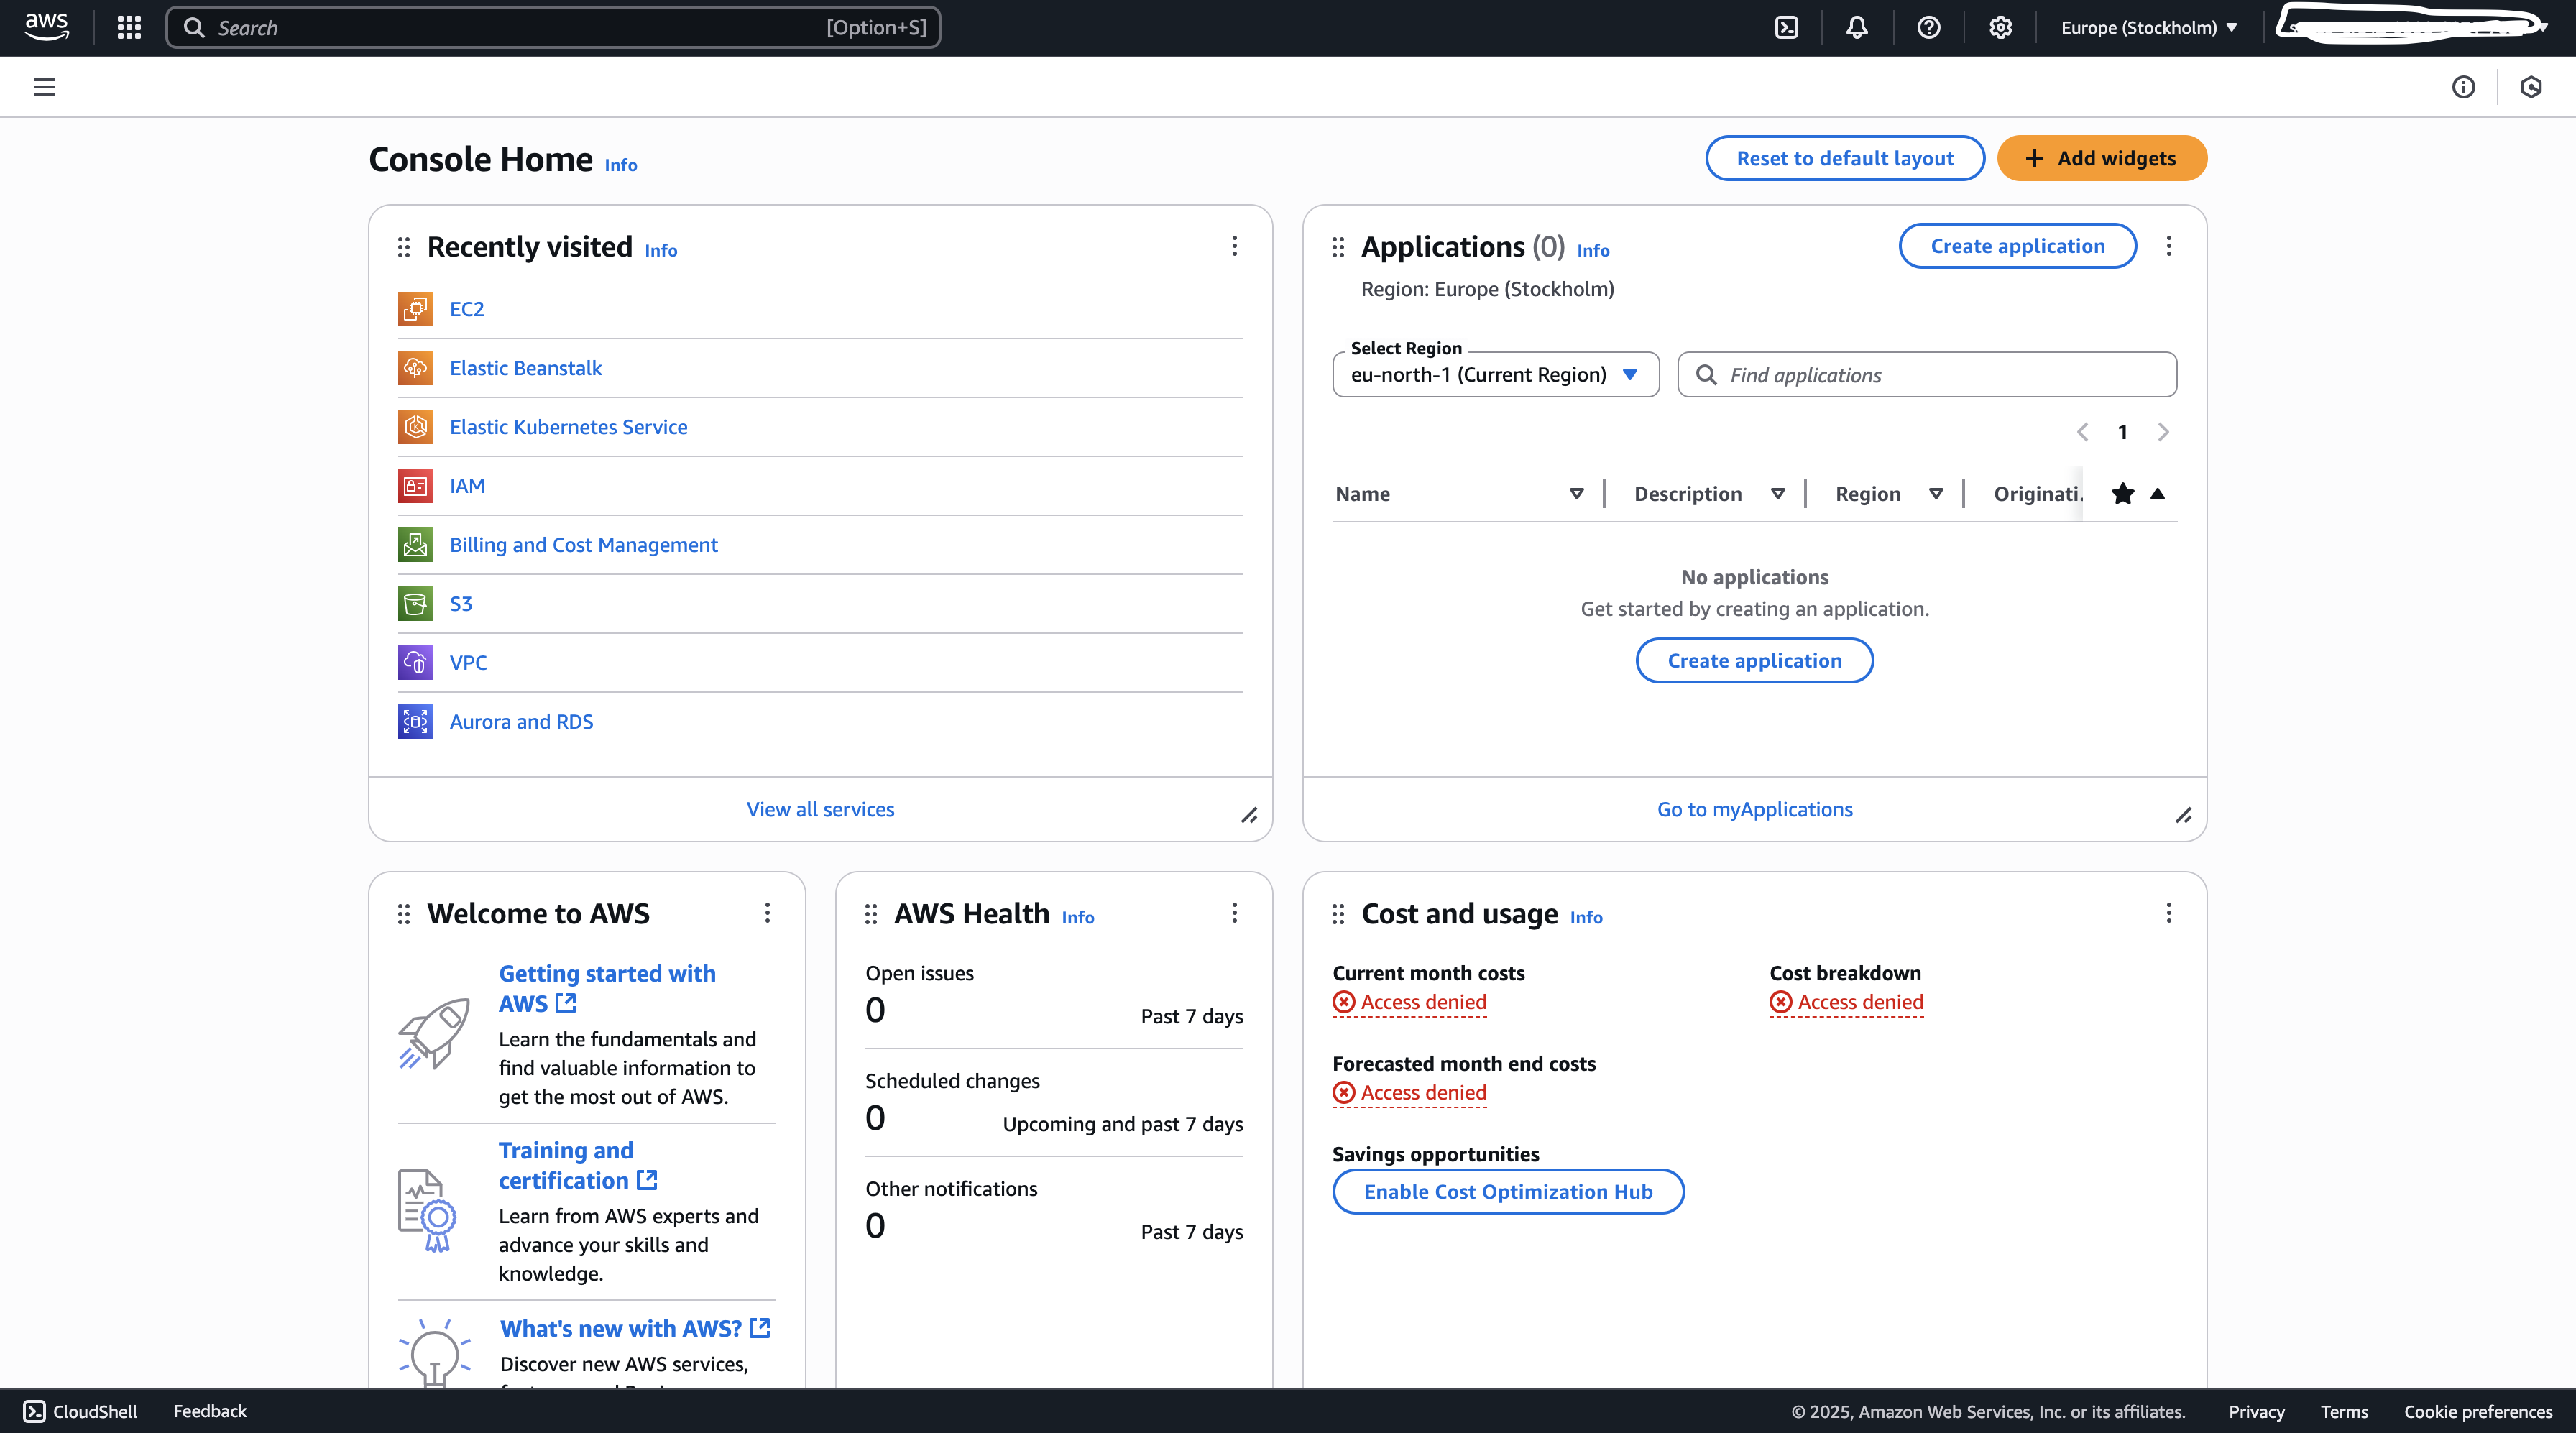 aws
Search [Option+S]
Europe (Stockholm)
Console Home Info
Reset to default layout
Add widgets
Recently visited Info
EC2
Elastic Beanstalk
Elastic Kubernetes Service
IAM
Billing and Cost Management
S3
VPC
Aurora and RDS
View all services
Applications (0) Info
Create application
Region: Europe (Stockholm)
Select Region
eu-north-1 (Current Region)
Find applications
1
Name Description Region Originati.
No applications
Get started by creating an application.
Create application
Go to myApplications
Welcome to AWS
Getting started with
AWS
Learn the fundamentals and
find valuable information to
get the most out of AWS.
Training and
certification
Learn from AWS experts and
advance your skills and
knowledge.
What's new with AWS?
Discover new AWS services,
AWS Health Info
Open issues
0 Past 7 days
Scheduled changes
0 Upcoming and past 7 days
Other notifications
0 Past 7 days
Cost and usage Info
Current month costs
Access denied
Cost breakdown
Access denied
Forecasted month end costs
Access denied
Savings opportunities
Enable Cost Optimization Hub
CloudShell Feedback
© 2025, Amazon Web Services, Inc. or its affiliates. Privacy Terms Cookie preferences